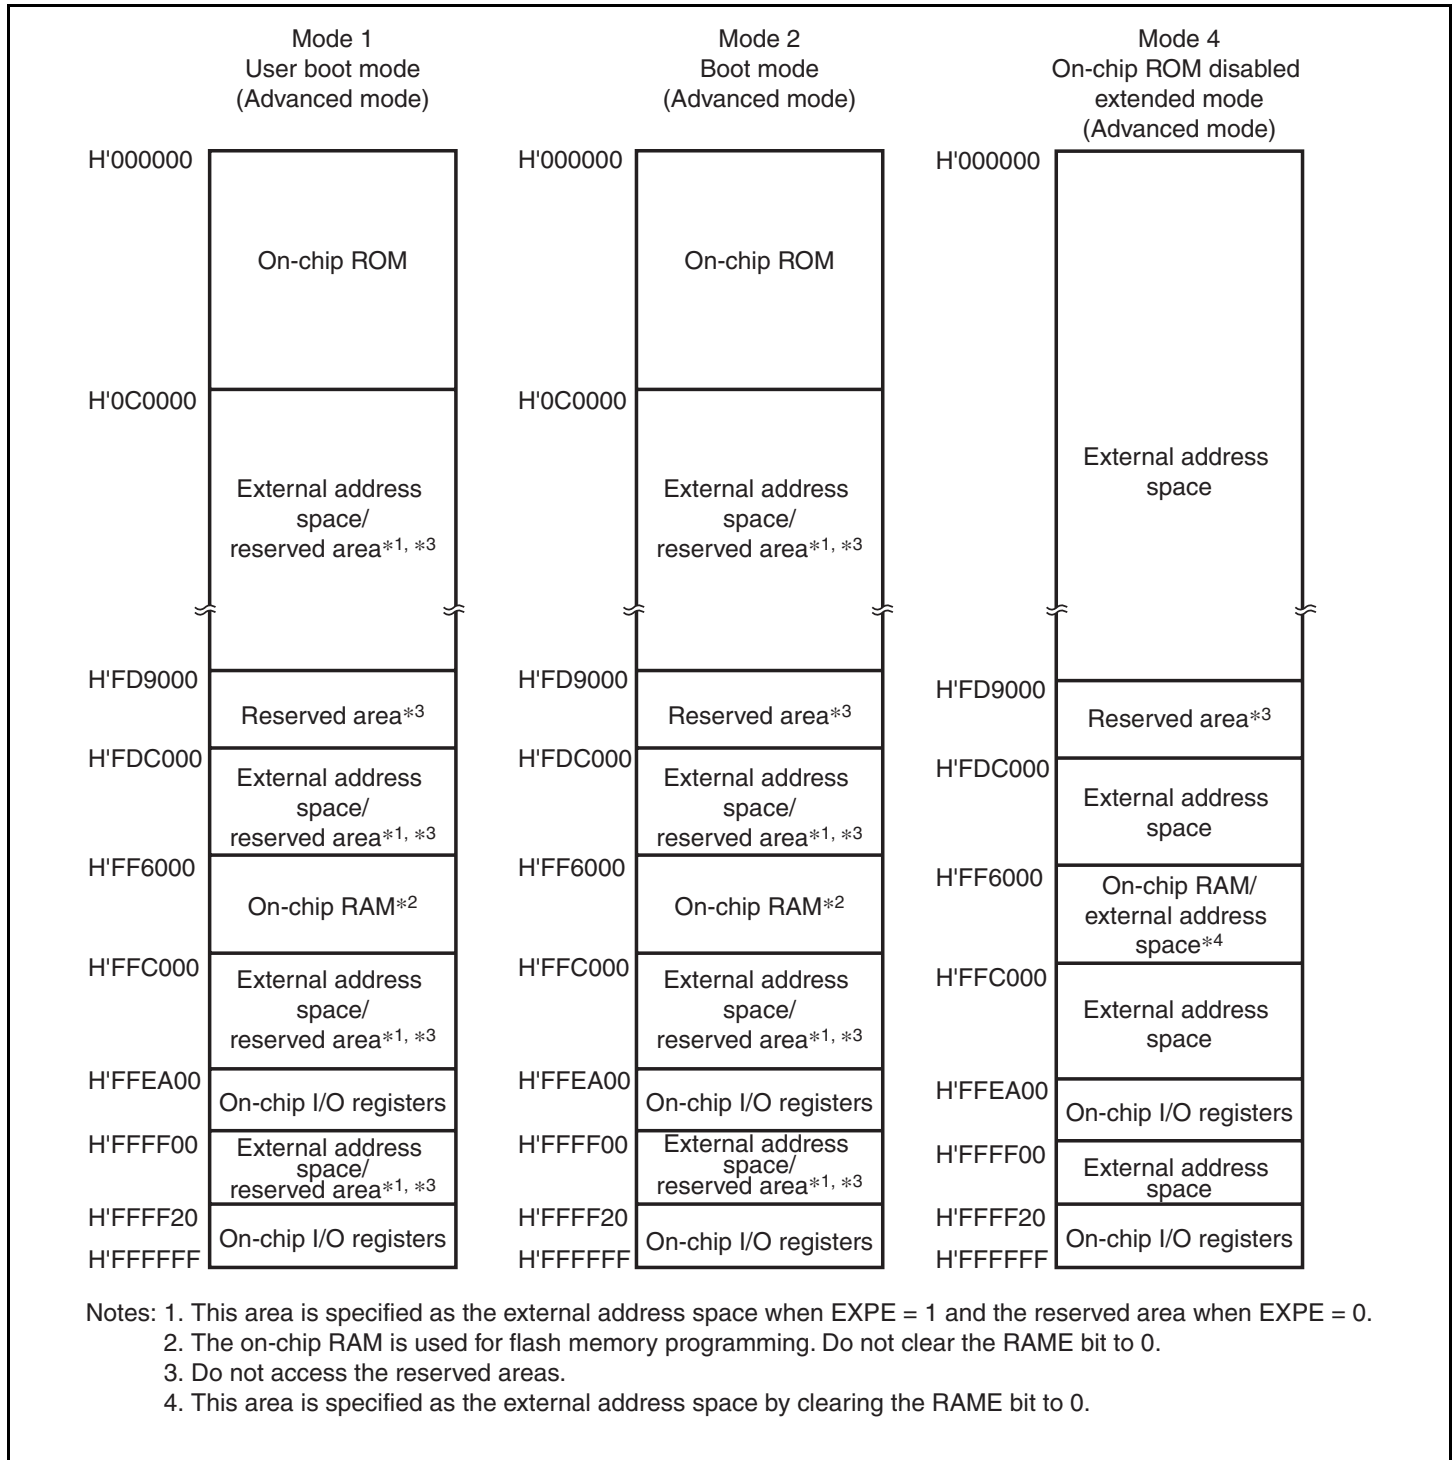 Mode 1
User boot mode
(Advanced mode)
H'000000
On-chip ROM
H'0C0000
External address
space/
reserved area*1, *3
H'FD9000
Reserved area*3
H'FDC000
External address
space/
reserved area*1, *3
H'FF6000
On-chip RAM*2
H'FFC000
External address
space/
reserved area*1, *3
H'FFEA00
On-chip I/O registers
H'FFFF00
External address
space/
reserved area*1, *3
H'FFFF20
On-chip I/O registers
H'FFFFFF
Mode 2
Boot mode
(Advanced mode)
H'000000
On-chip ROM
H'0C0000
External address
space/
reserved area*1, *3
H'FD9000
Reserved area*3
H'FDC000
External address
space/
reserved area*1, *3
H'FF6000
On-chip RAM*2
H'FFC000
External address
space/
reserved area*1, *3
H'FFEA00
On-chip I/O registers
H'FFFF00
External address
space/
reserved area*1, *3
H'FFFF20
On-chip I/O registers
H'FFFFFF
Mode 4
On-chip ROM disabled
extended mode
(Advanced mode)
H'000000
External address
space
H'FD9000
Reserved area*3
H'FDC000
External address
space
H'FF6000
On-chip RAM/
external address
space*4
H'FFC000
External address
space
H'FFEA00
On-chip I/O registers
H'FFFF00
External address
space
H'FFFF20
On-chip I/O registers
H'FFFFFF
Notes: 1. This area is specified as the external address space when EXPE = 1 and the reserved area when EXPE = 0.
2. The on-chip RAM is used for flash memory programming. Do not clear the RAME bit to 0.
3. Do not access the reserved areas.
4. This area is specified as the external address space by clearing the RAME bit to 0.